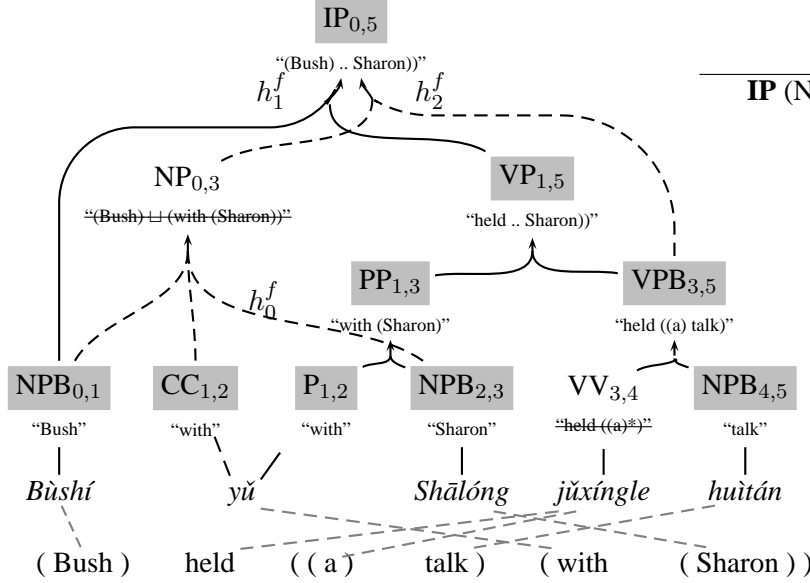 IP0,5
“(Bush) .. Sharon))”
h1f h2f
IP (N
NP0,3 VP1,5
“(Bush) ⊔ (with (Sharon))” “held .. Sharon))”
PP1,3 VPB3,5
h0f
“with (Sharon)” “held ((a) talk)”
NPB0,1 CC1,2 P1,2 NPB2,3 VV3,4 NPB4,5
“Bush” “with” “with” “Sharon” “held ((a)*)” “talk”
Bùshí yǔ Shālóng jǔxíngle huìtán
( Bush ) held ( ( a ) talk ) ( with ( Sharon ) )